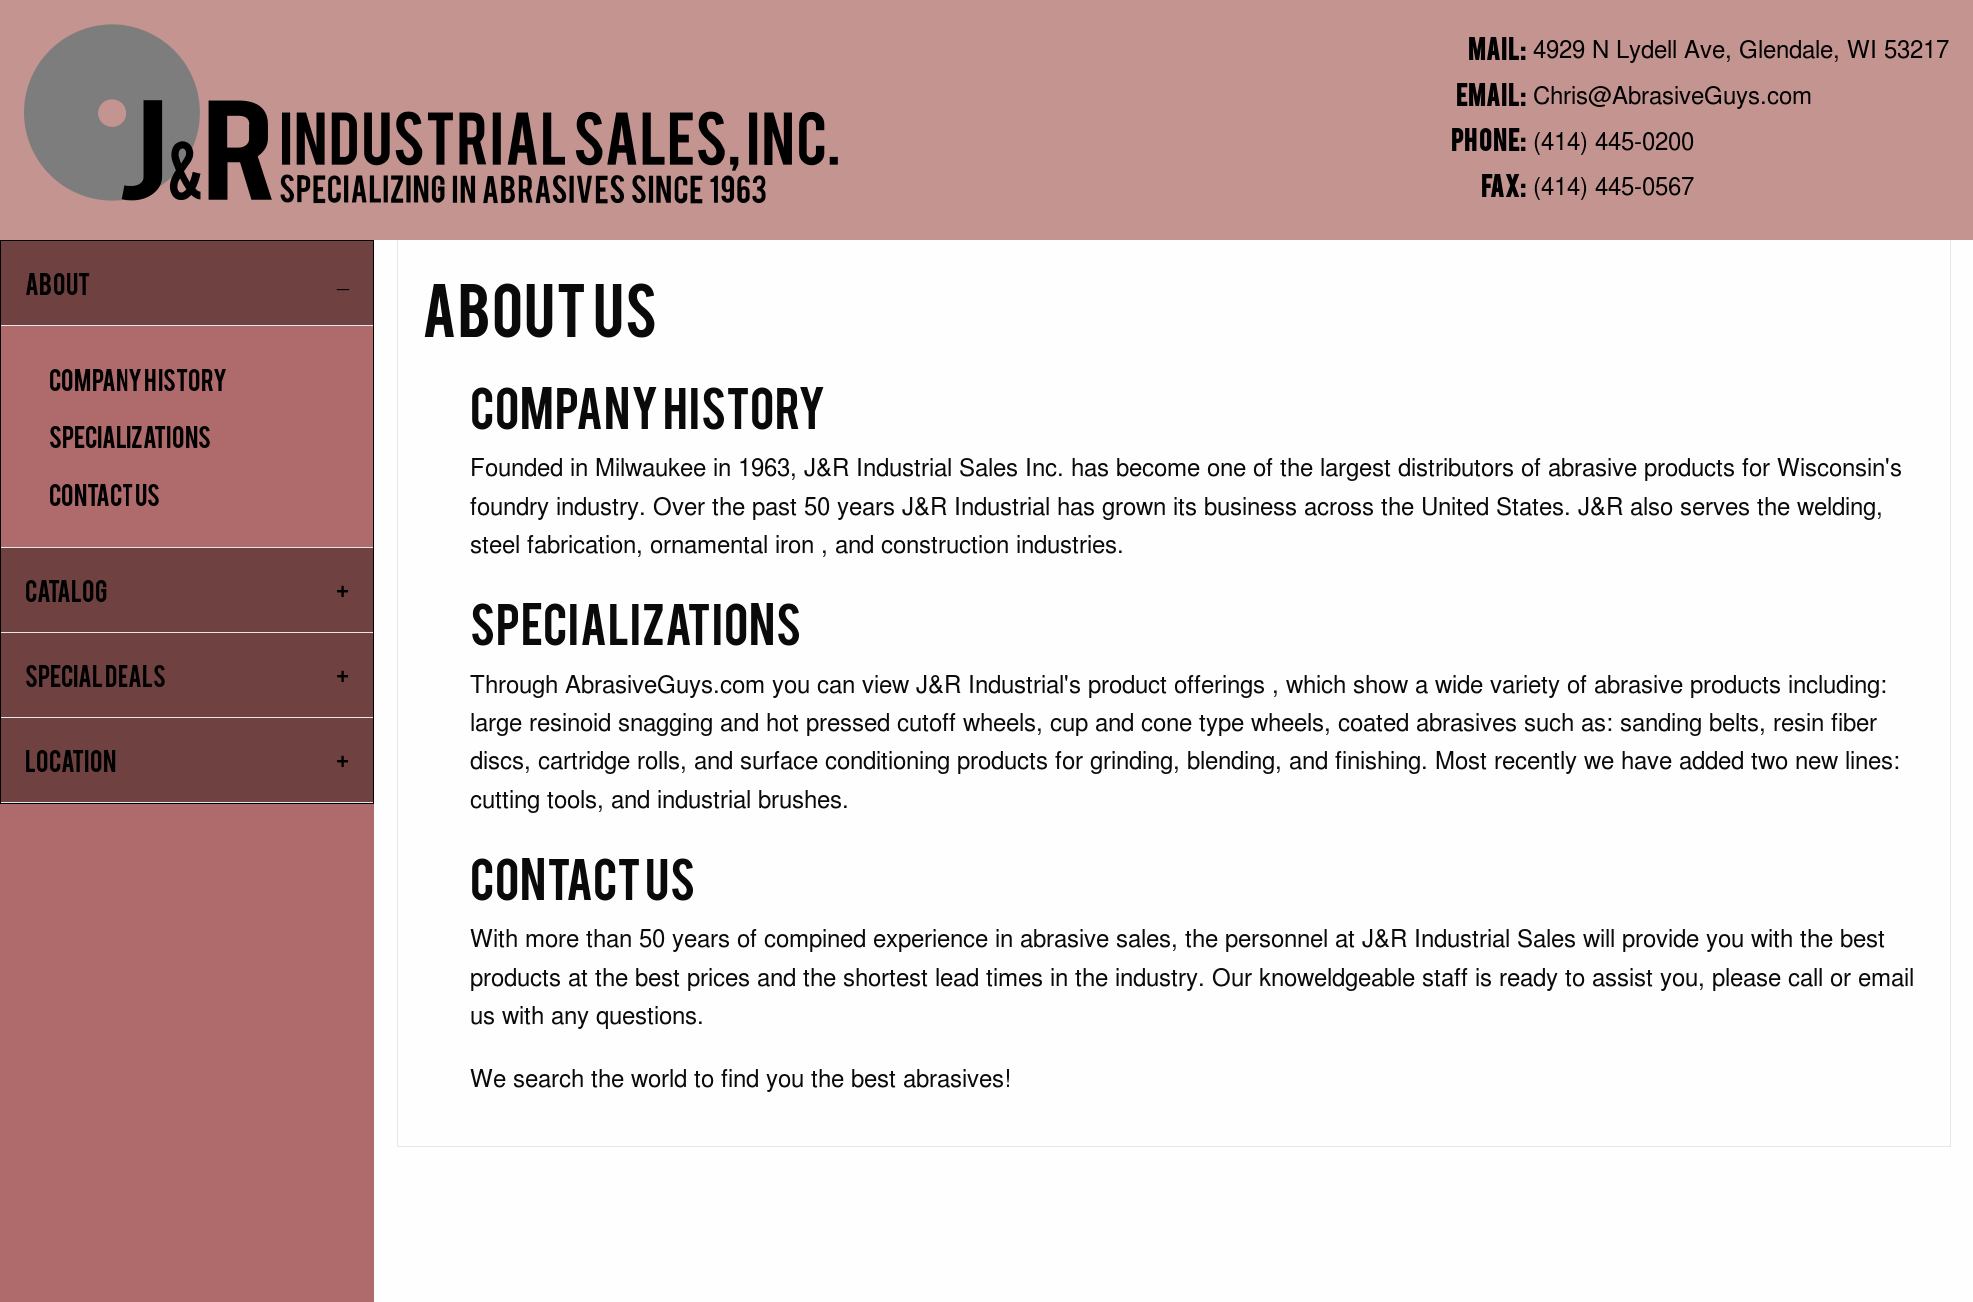 J&R INDUSTRIAL SALES, INC.
SPECIALIZING IN ABRASIVES SINCE 1963
MAIL: 4929 N Lydell Ave, Glendale, WI 53217
EMAIL: Chris@AbrasiveGuys.com
PHONE: (414) 445-0200
FAX: (414) 445-0567
ABOUT –
COMPANY HISTORY
SPECIALIZATIONS
CONTACT US
CATALOG +
SPECIAL DEALS +
LOCATION +
ABOUT US
COMPANY HISTORY
Founded in Milwaukee in 1963, J&R Industrial Sales Inc. has become one of the largest distributors of abrasive products for Wisconsin's
foundry industry. Over the past 50 years J&R Industrial has grown its business across the United States. J&R also serves the welding,
steel fabrication, ornamental iron , and construction industries.
SPECIALIZATIONS
Through AbrasiveGuys.com you can view J&R Industrial's product offerings , which show a wide variety of abrasive products including:
large resinoid snagging and hot pressed cutoff wheels, cup and cone type wheels, coated abrasives such as: sanding belts, resin fiber
discs, cartridge rolls, and surface conditioning products for grinding, blending, and finishing. Most recently we have added two new lines:
cutting tools, and industrial brushes.
CONTACT US
With more than 50 years of compined experience in abrasive sales, the personnel at J&R Industrial Sales will provide you with the best
products at the best prices and the shortest lead times in the industry. Our knoweldgeable staff is ready to assist you, please call or email
us with any questions.
We search the world to find you the best abrasives!